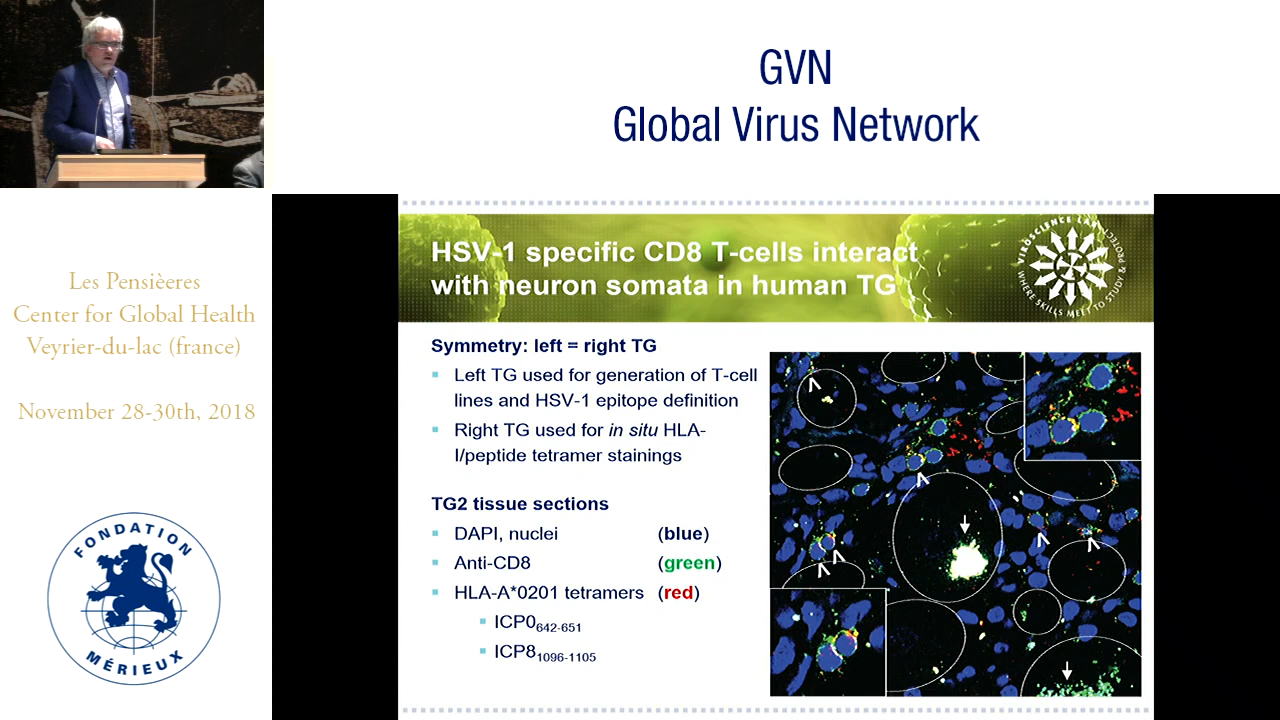 GVN
Global Virus Network
Les Pensièeres
Center for Global Health
Veyrier-du-lac (france)
November 28-30th, 2018
FONDATION
MÉRIEUX
HSV-1 specific CD8 T-cells interact
with neuron somata in human TG
VIROSCIENCE LAB
WHERE SKILLS MEET TO STUDY & PROTECT
Symmetry: left = right TG
Left TG used for generation of T-cell
lines and HSV-1 epitope definition
Right TG used for in situ HLA-
I/peptide tetramer stainings
TG2 tissue sections
DAPI, nuclei (blue)
Anti-CD8 (green)
HLA-A*0201 tetramers (red)
ICP0642-651
ICP81096-1105